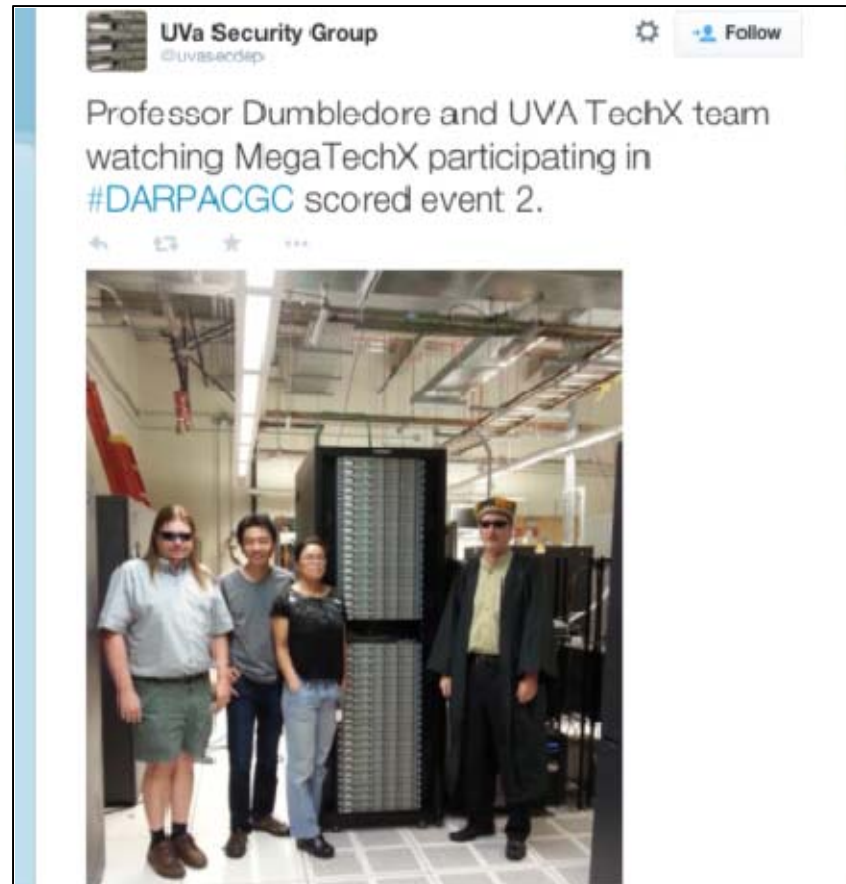 UVa Security Group
@uvasecdep
Follow
Professor Dumbledore and UVA TechX team
watching MegaTechX participating in
#DARPACGC scored event 2.